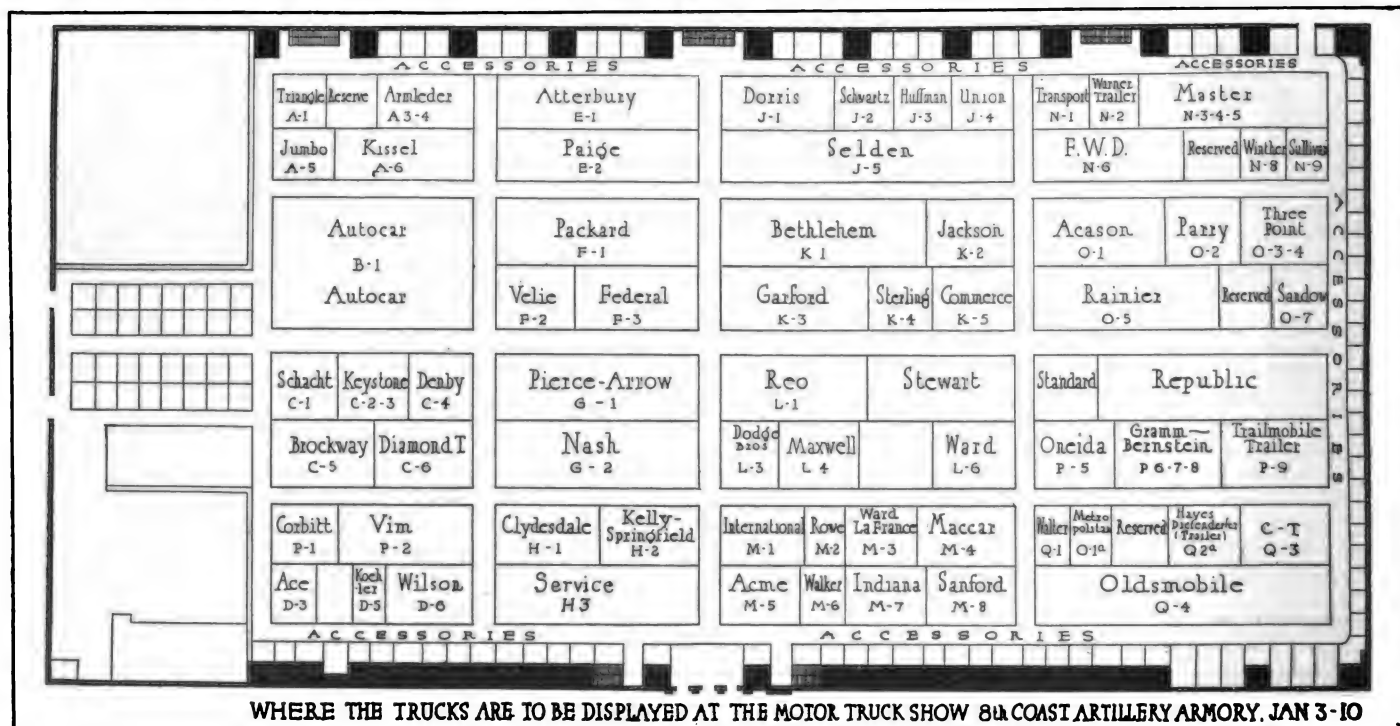 ACCESSORIES ACCESSORIES ACCESSORIES
Triangle Reserve Armleder
A-1 A3-4
Jumbo Kissel
A-5 A-6
Atterbury
E-1
Paige
E-2
Dorris Schwartz Huffman Union
J-1 J-2 J-3 J-4
Selden
J-5
Transport Warner Trailer Master
N-1 N-2 N-3-4-5
F.W.D. Reserved Winther Sullivan
N-6 N-8 N-9
ACCESSORIES
Autocar
B-1
Autocar
Packard
F-1
Velie Federal
F-2 F-3
Bethlehem Jackson
K 1 K-2
Garford Sterling Commerce
K-3 K-4 K-5
Acason Parry Three Point
O-1 O-2 O-3-4
Rainier Reserved Sandow
O-5 O-7
Schacht Keystone Denby
C-1 C-2-3 C-4
Brockway Diamond T
C-5 C-6
Pierce-Arrow
G-1
Nash
G-2
Reo Stewart
L-1
Dodge Bros Maxwell Ward
L-3 L 4 L-6
Standard Republic
Oneida Gramm-Bernstein Trailmobile Trailer
P-5 P 6-7-8 P-9
Corbitt Vim
P-1 P-2
Ace Koehler Wilson
D-3 D-5 D-6
Clydesdale Kelly-Springfield
H-1 H-2
Service
H3
International Rowe Ward La France Maccar
M-1 M-2 M-3 M-4
Acme Walker Indiana Sanford
M-5 M-6 M-7 M-8
Walter Metropolitan Reserved Hayes Diefenderfer (Trailer) C-T
Q-1 O-1a Q2a Q-3
Oldsmobile
Q-4
ACCESSORIES ACCESSORIES
WHERE THE TRUCKS ARE TO BE DISPLAYED AT THE MOTOR TRUCK SHOW 8th COAST ARTILLERY ARMORY. JAN 3-10